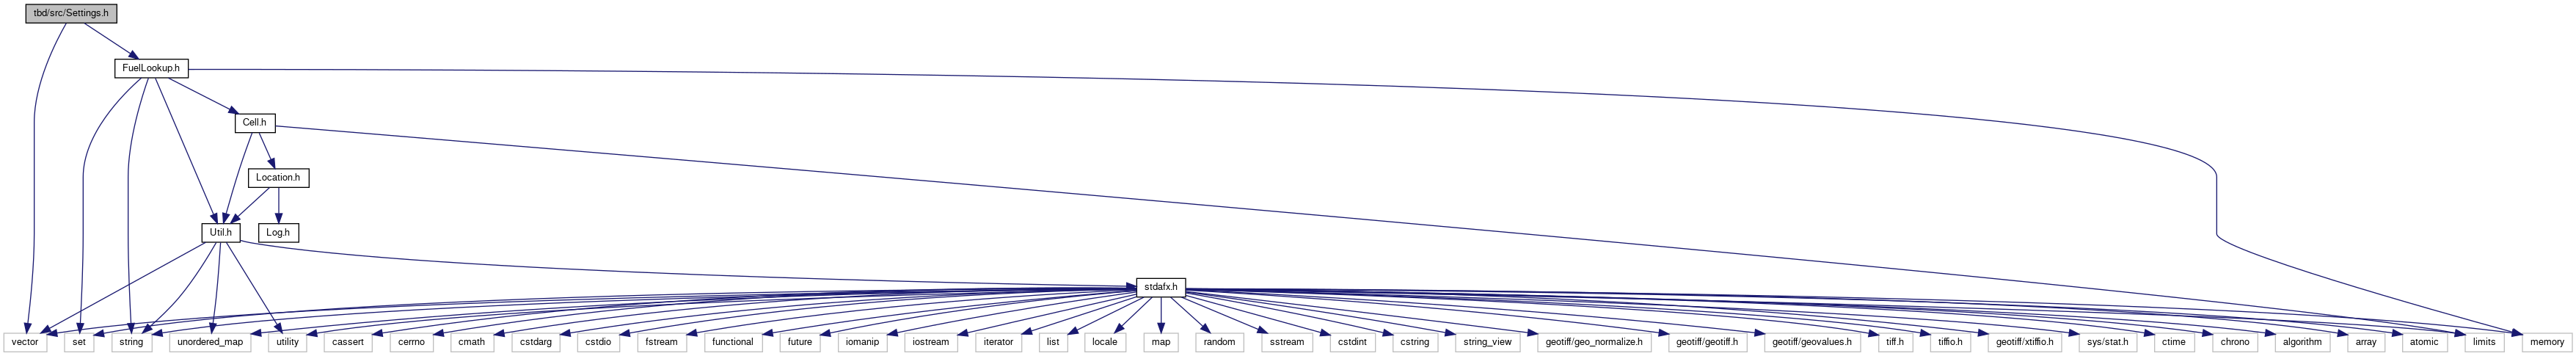 tbd/src/Settings.h
FuelLookup.h
Cell.h
Location.h
Util.h
Log.h
stdafx.h
vector
set
string
unordered_map
utility
cassert
cerrno
cmath
cstdarg
cstdio
fstream
functional
future
iomanip
iostream
iterator
list
locale
map
random
sstream
cstdint
cstring
string_view
geotiff/geo_normalize.h
geotiff/geotiff.h
geotiff/geovalues.h
tiff.h
tiffio.h
geotiff/xtiffio.h
sys/stat.h
ctime
chrono
algorithm
array
atomic
limits
memory